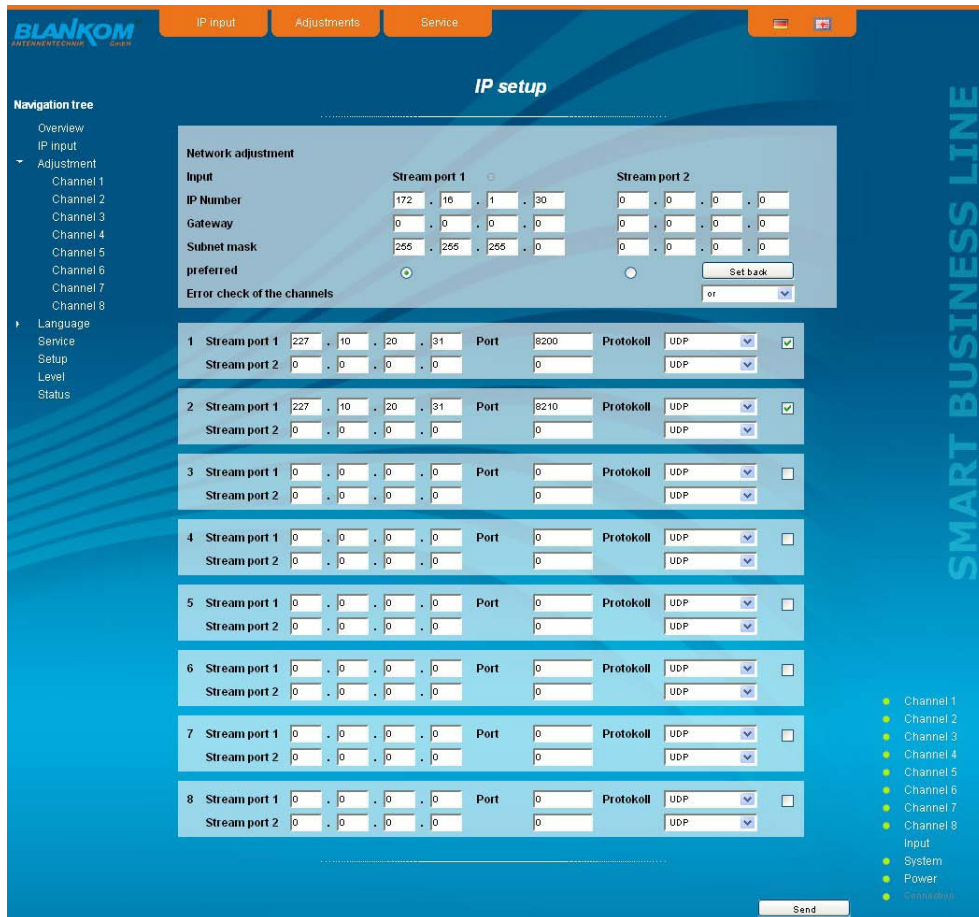 BLANKOM
ANTENNENTECHNIK GmbH
IP input Adjustments Service
IP setup
Navigation tree
Overview
IP input
Adjustment
Channel 1
Channel 2
Channel 3
Channel 4
Channel 5
Channel 6
Channel 7
Channel 8
Language
Service
Setup
Level
Status
Network adjustment
Input Stream port 1 Stream port 2
IP Number 172 . 16 . 1 . 30 0 . 0 . 0 . 0
Gateway 0 . 0 . 0 . 0 0 . 0 . 0 . 0
Subnet mask 255 . 255 . 255 . 0 0 . 0 . 0 . 0
preferred Set back
Error check of the channels or
1 Stream port 1 227 . 10 . 20 . 31 Port 8200 Protokoll UDP
Stream port 2 0 . 0 . 0 . 0 0 UDP
2 Stream port 1 227 . 10 . 20 . 31 Port 8210 Protokoll UDP
Stream port 2 0 . 0 . 0 . 0 0 UDP
3 Stream port 1 0 . 0 . 0 . 0 Port 0 Protokoll UDP
Stream port 2 0 . 0 . 0 . 0 0 UDP
4 Stream port 1 0 . 0 . 0 . 0 Port 0 Protokoll UDP
Stream port 2 0 . 0 . 0 . 0 0 UDP
5 Stream port 1 0 . 0 . 0 . 0 Port 0 Protokoll UDP
Stream port 2 0 . 0 . 0 . 0 0 UDP
6 Stream port 1 0 . 0 . 0 . 0 Port 0 Protokoll UDP
Stream port 2 0 . 0 . 0 . 0 0 UDP
7 Stream port 1 0 . 0 . 0 . 0 Port 0 Protokoll UDP
Stream port 2 0 . 0 . 0 . 0 0 UDP
8 Stream port 1 0 . 0 . 0 . 0 Port 0 Protokoll UDP
Stream port 2 0 . 0 . 0 . 0 0 UDP
Send
SMART BUSINESS LINE
Channel 1
Channel 2
Channel 3
Channel 4
Channel 5
Channel 6
Channel 7
Channel 8
Input
System
Power
Connection